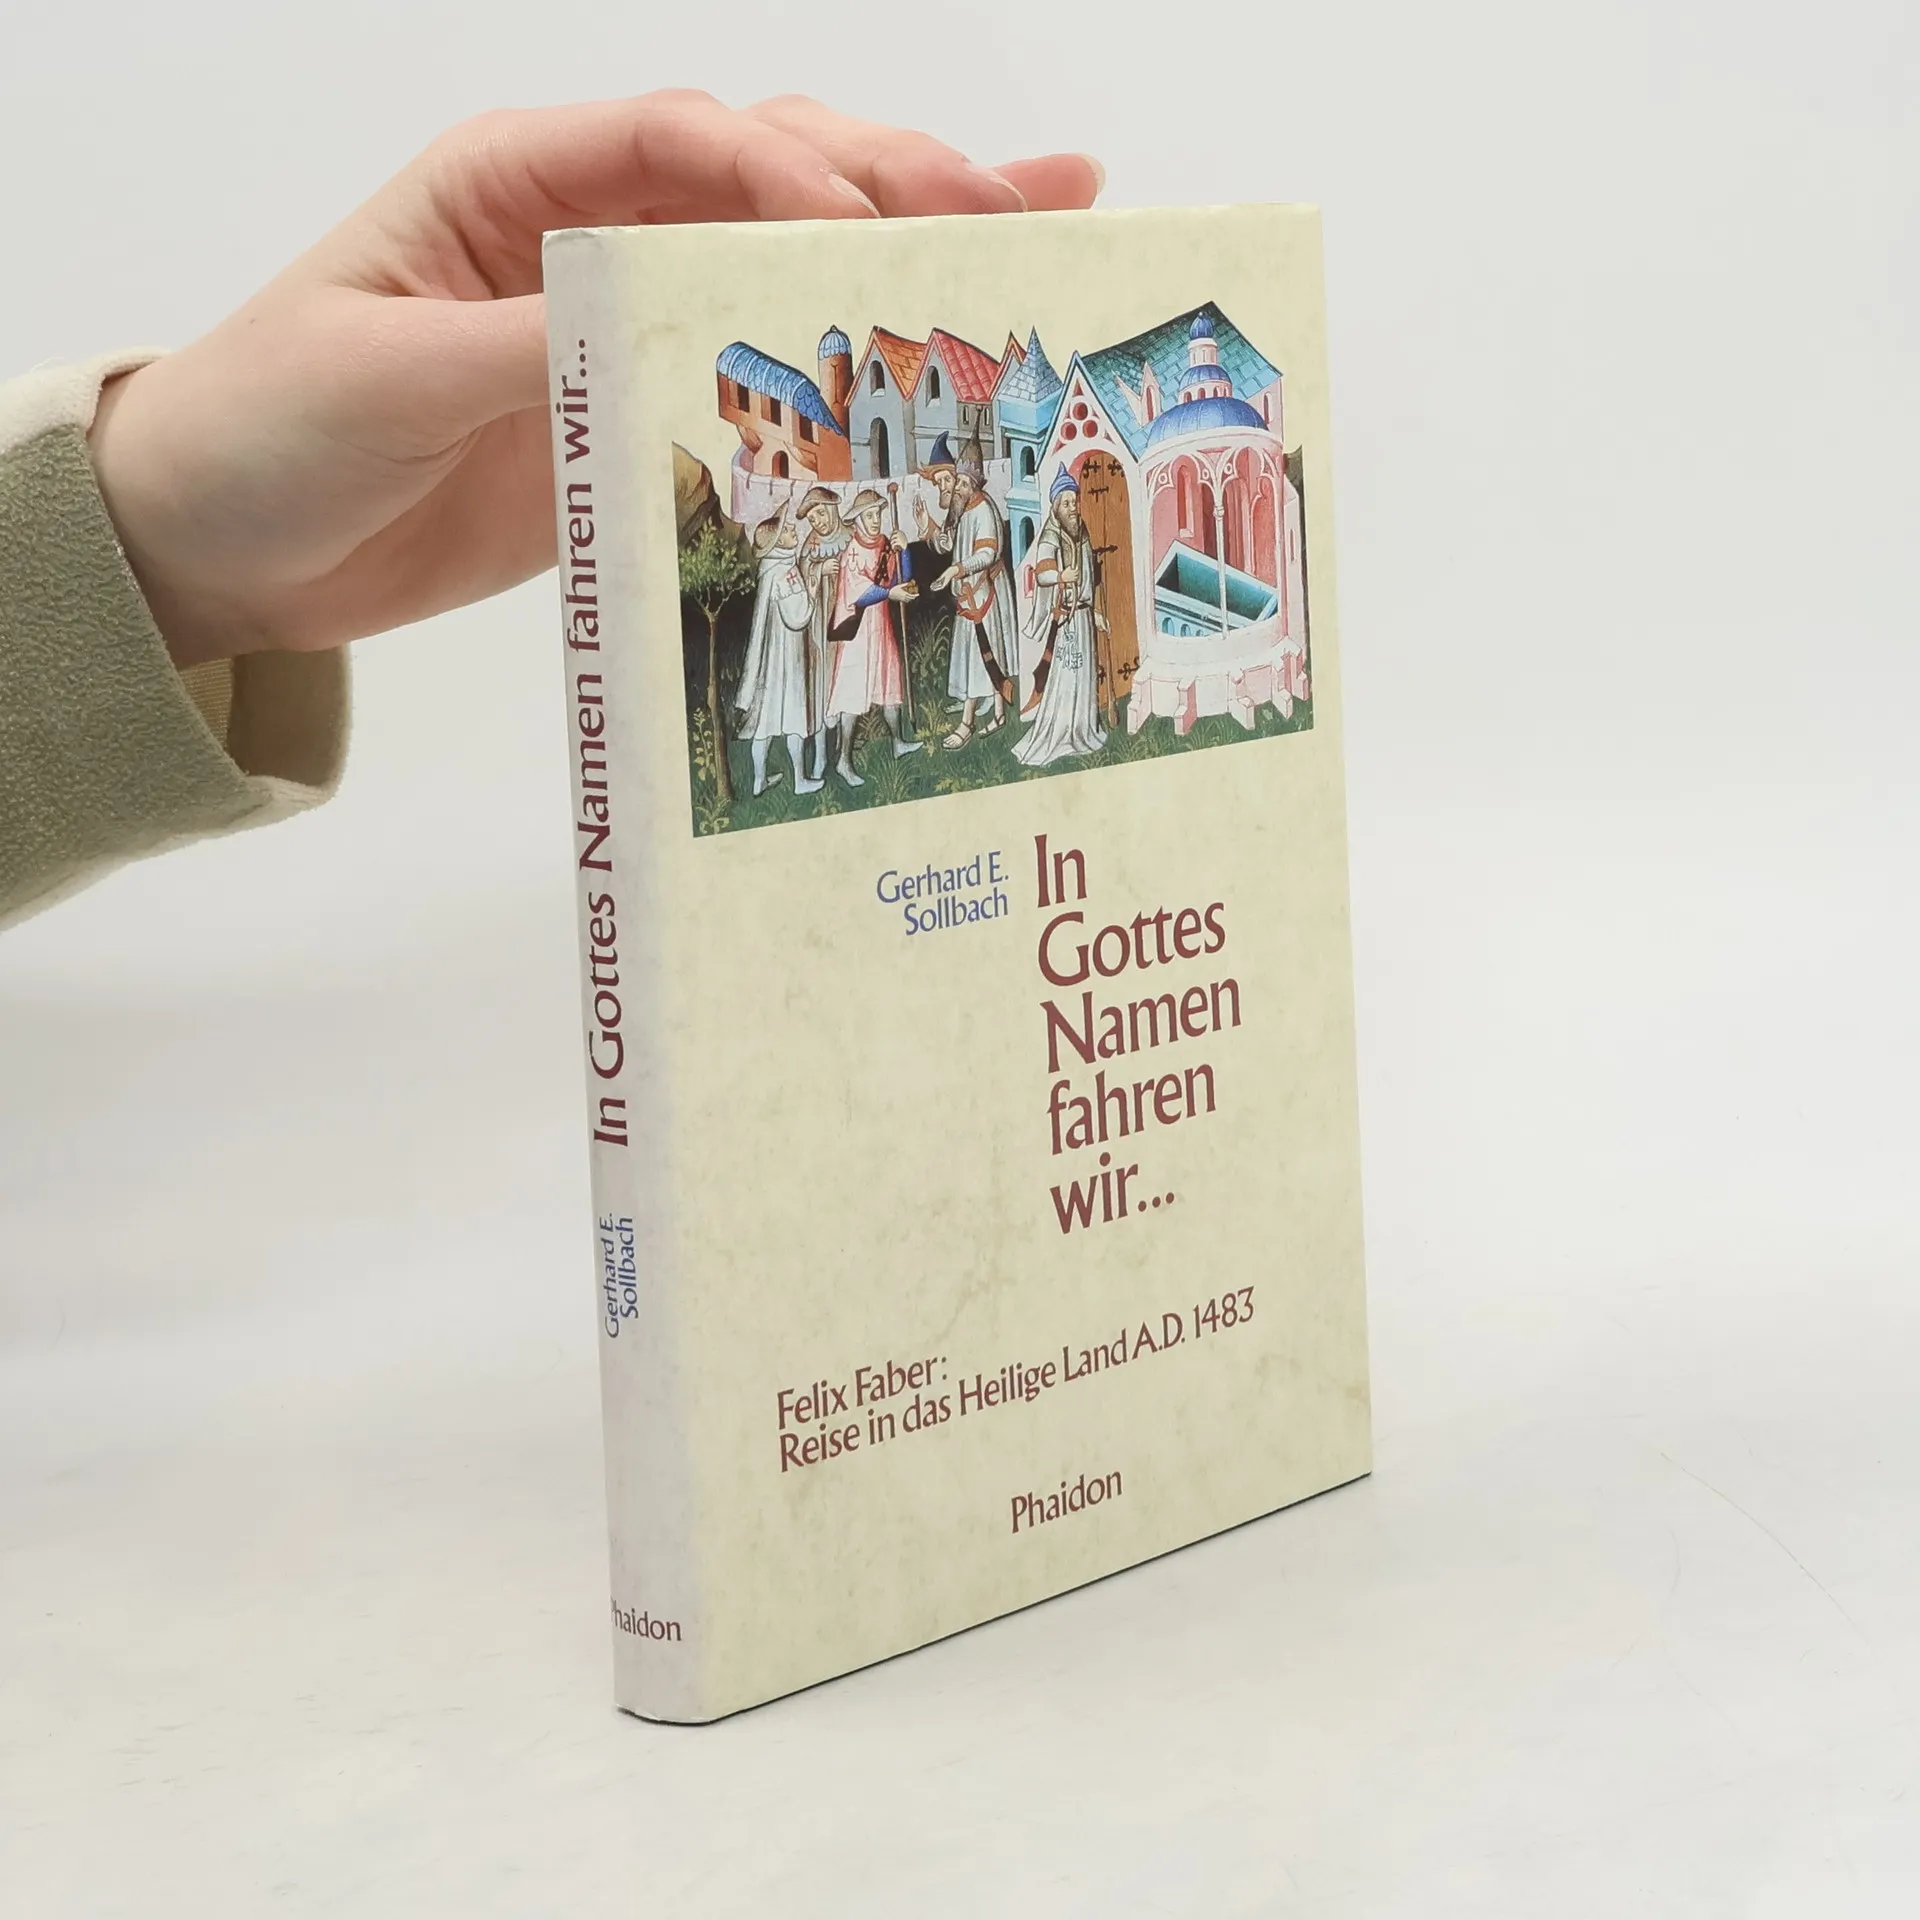 In Gottes Namen fahren wir...
Gerhard E.
Sollbach
Phaidon
Gerhard E.
Sollbach
In
Gottes
Namen
fahren
wir...
Felix Faber:
Reise in das Heilige Land A.D. 1483
Phaidon